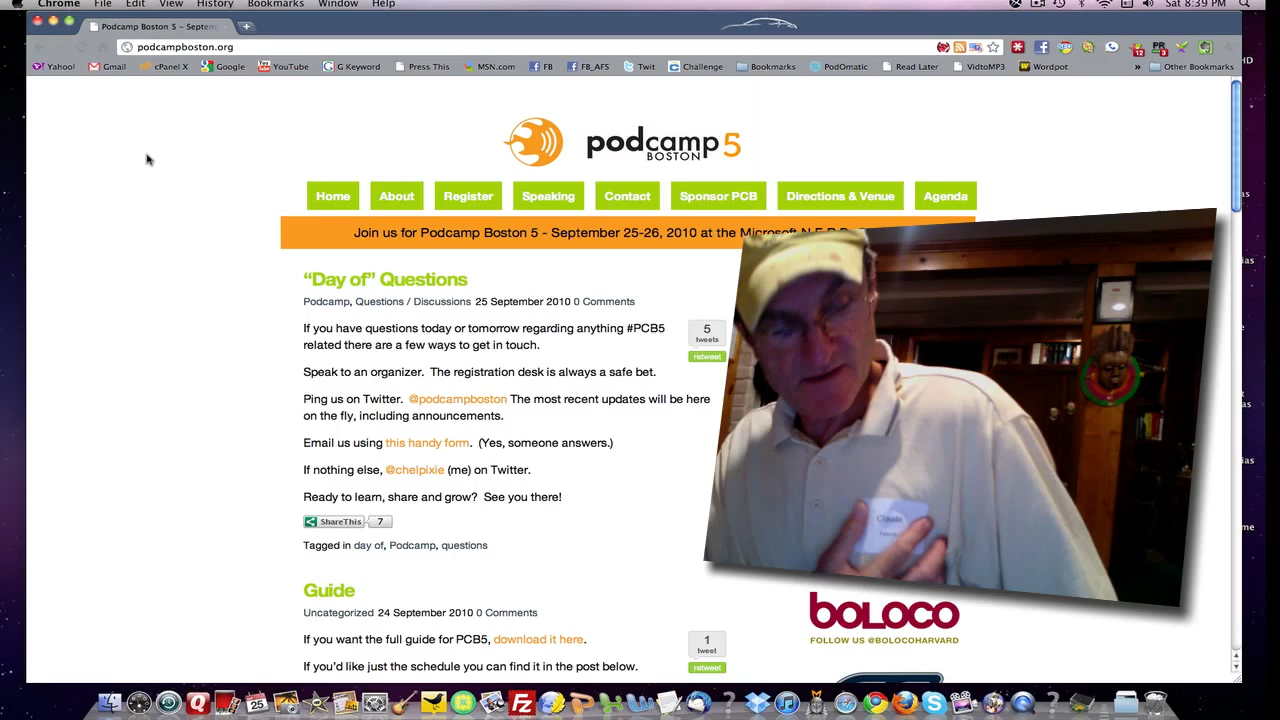 Chrome File Edit View History Bookmarks Window Help Sat 8:39 PM
Podcamp Boston 5 – Septem
podcampboston.org
Yahoo! Gmail cPanel X Google YouTube G Keyword Press This MSN.com FB FB_AFS Twit Challenge Bookmarks PodOmatic Read Later VidtoMP3 Wordpot » Other Bookmarks
podcamp 5
BOSTON
Home About Register Speaking Contact Sponsor PCB Directions & Venue Agenda
Join us for Podcamp Boston 5 - September 25-26, 2010 at the Microsoft
“Day of” Questions
Podcamp, Questions / Discussions 25 September 2010 0 Comments
If you have questions today or tomorrow regarding anything #PCB5
related there are a few ways to get in touch.
5
tweets
retweet
Speak to an organizer. The registration desk is always a safe bet.
Ping us on Twitter. @podcampboston The most recent updates will be here
on the fly, including announcements.
Email us using this handy form. (Yes, someone answers.)
If nothing else, @chelpixie (me) on Twitter.
Ready to learn, share and grow? See you there!
ShareThis 7
Tagged in day of, Podcamp, questions
Guide
Uncategorized 24 September 2010 0 Comments
If you want the full guide for PCB5, download it here.
If you’d like just the schedule you can find it in the post below.
1
tweet
retweet
Claude
boloco
FOLLOW US @BOLOCOHARVARD